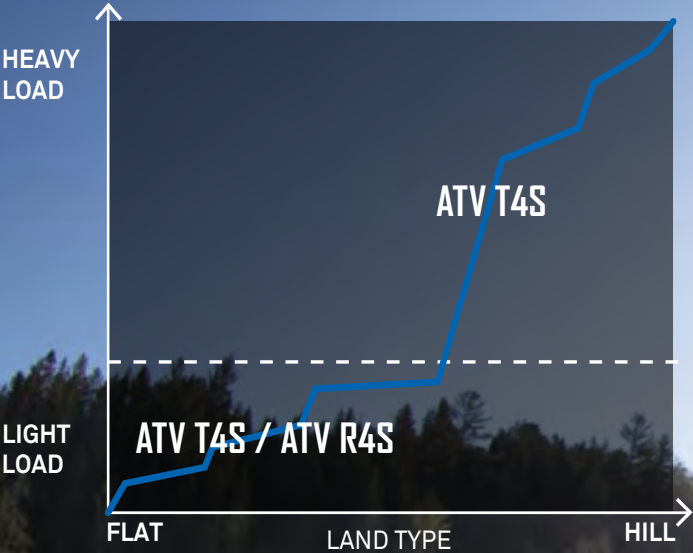 HEAVY
LOAD
ATV T4S
LIGHT
LOAD
ATV T4S / ATV R4S
FLAT
LAND TYPE
HILL